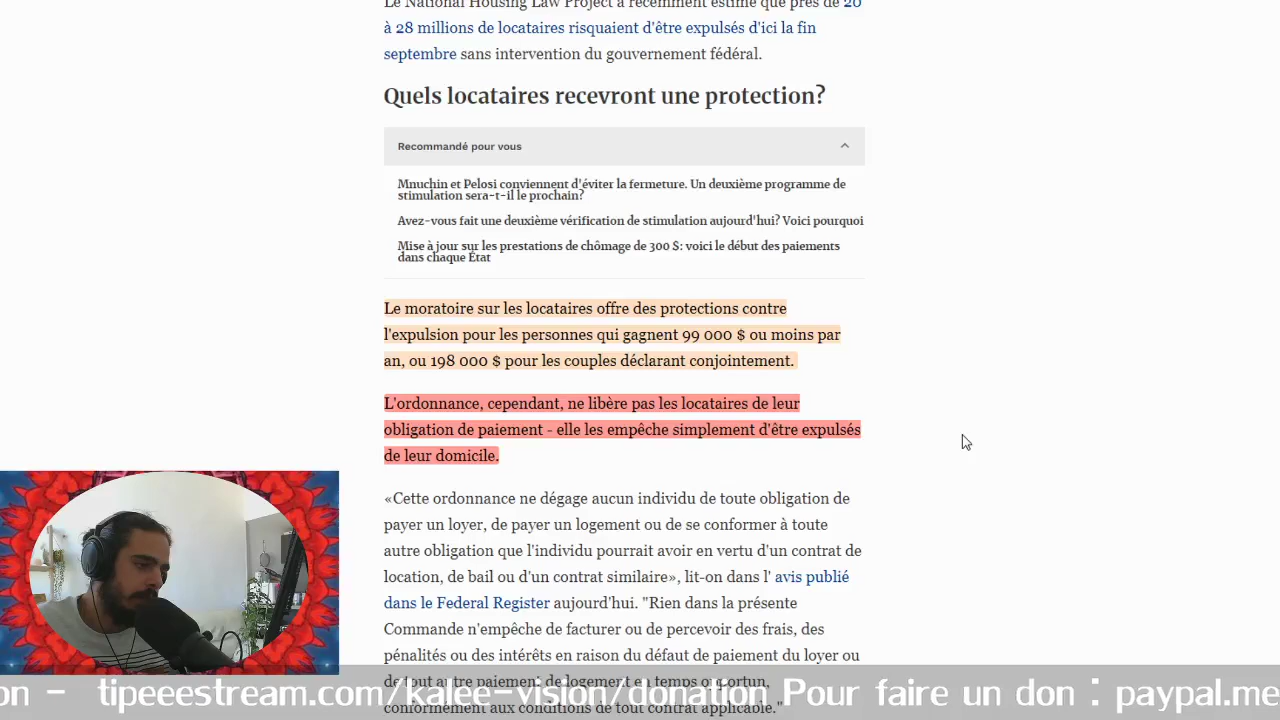 Le National Housing Law Project a récemment estimé que près de 20
à 28 millions de locataires risquaient d'être expulsés d'ici la fin
septembre sans intervention du gouvernement fédéral.
Quels locataires recevront une protection?
Recommandé pour vous
Mnuchin et Pelosi conviennent d'éviter la fermeture. Un deuxième programme de
stimulation sera-t-il le prochain?
Avez-vous fait une deuxième vérification de stimulation aujourd'hui? Voici pourquoi
Mise à jour sur les prestations de chômage de 300 $: voici le début des paiements
dans chaque État
Le moratoire sur les locataires offre des protections contre
l'expulsion pour les personnes qui gagnent 99 000 $ ou moins par
an, ou 198 000 $ pour les couples déclarant conjointement.
L'ordonnance, cependant, ne libère pas les locataires de leur
obligation de paiement - elle les empêche simplement d'être expulsés
de leur domicile.
«Cette ordonnance ne dégage aucun individu de toute obligation de
payer un loyer, de payer un logement ou de se conformer à toute
autre obligation que l'individu pourrait avoir en vertu d'un contrat de
location, de bail ou d'un contrat similaire», lit-on dans l' avis publié
dans le Federal Register aujourd'hui. "Rien dans la présente
Commande n'empêche de facturer ou de percevoir des frais, des
pénalités ou des intérêts en raison du défaut de paiement du loyer ou
de tout autre paiement de logement en temps opportun,
conformément aux conditions de tout contrat applicable."
on - tipeeestream.com/kalee-vision/donation Pour faire un don : paypal.me